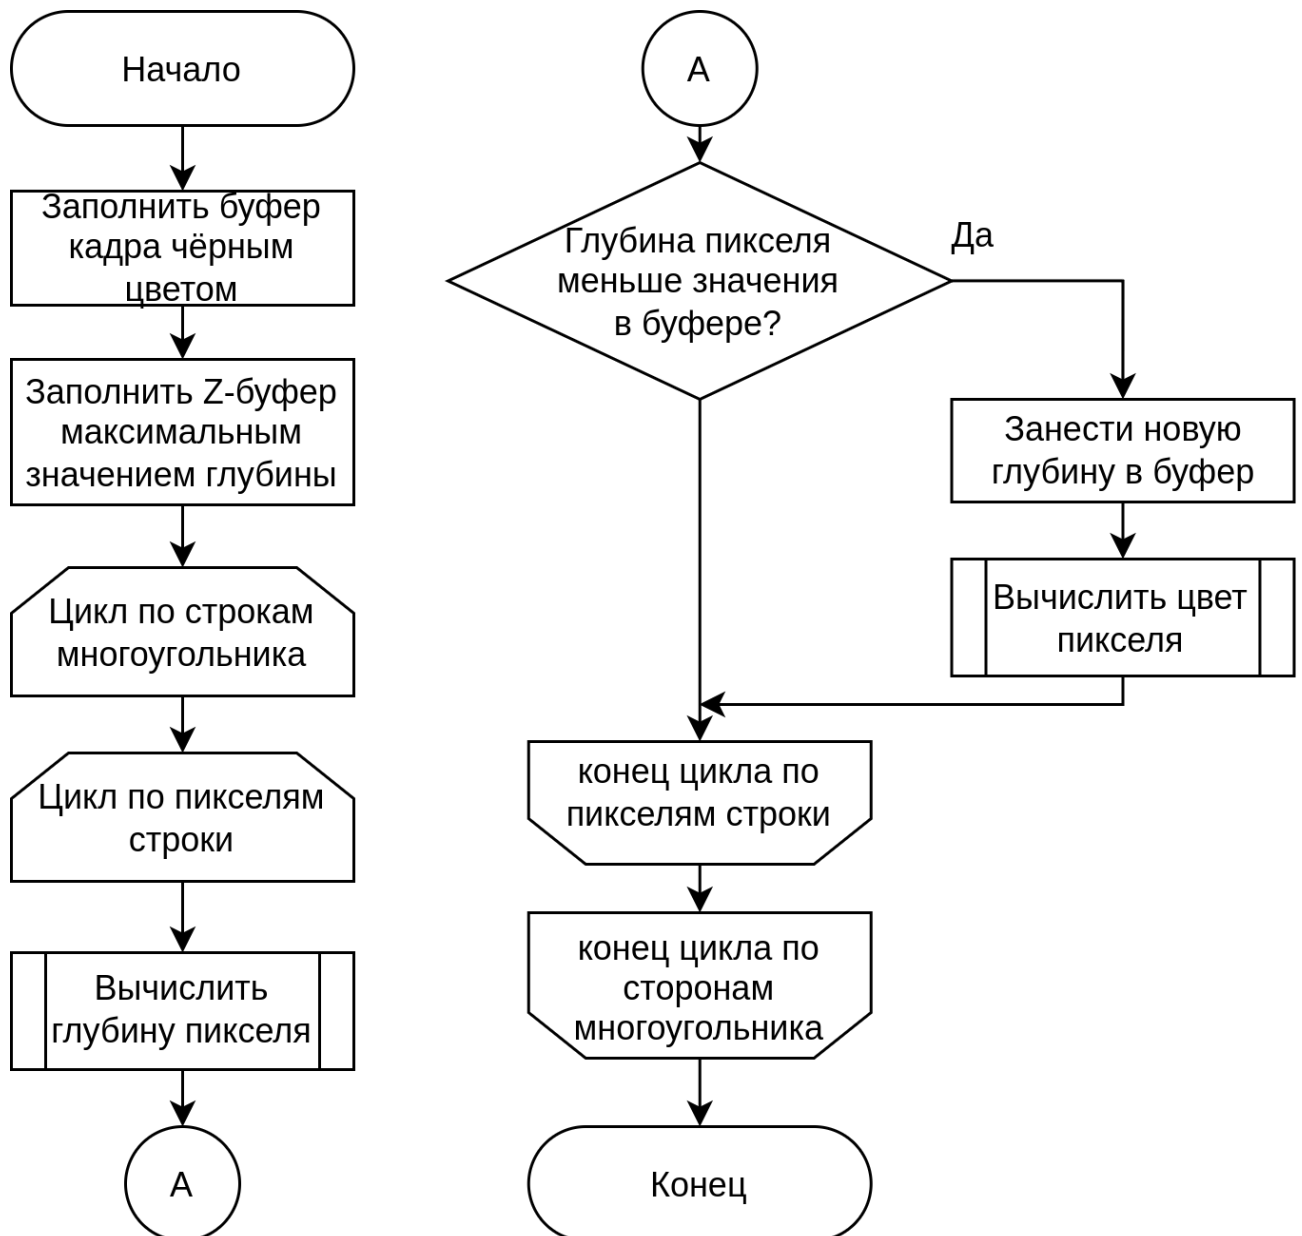 Начало
Заполнить буфер
кадра чёрным
цветом
Заполнить Z-буфер
максимальным
значением глубины
Цикл по строкам
многоугольника
Цикл по пикселям
строки
Вычислить
глубину пикселя
А
А
Глубина пикселя
меньше значения
в буфере?
Да
Занести новую
глубину в буфер
Вычислить цвет
пикселя
конец цикла по
пикселям строки
конец цикла по
сторонам
многоугольника
Конец